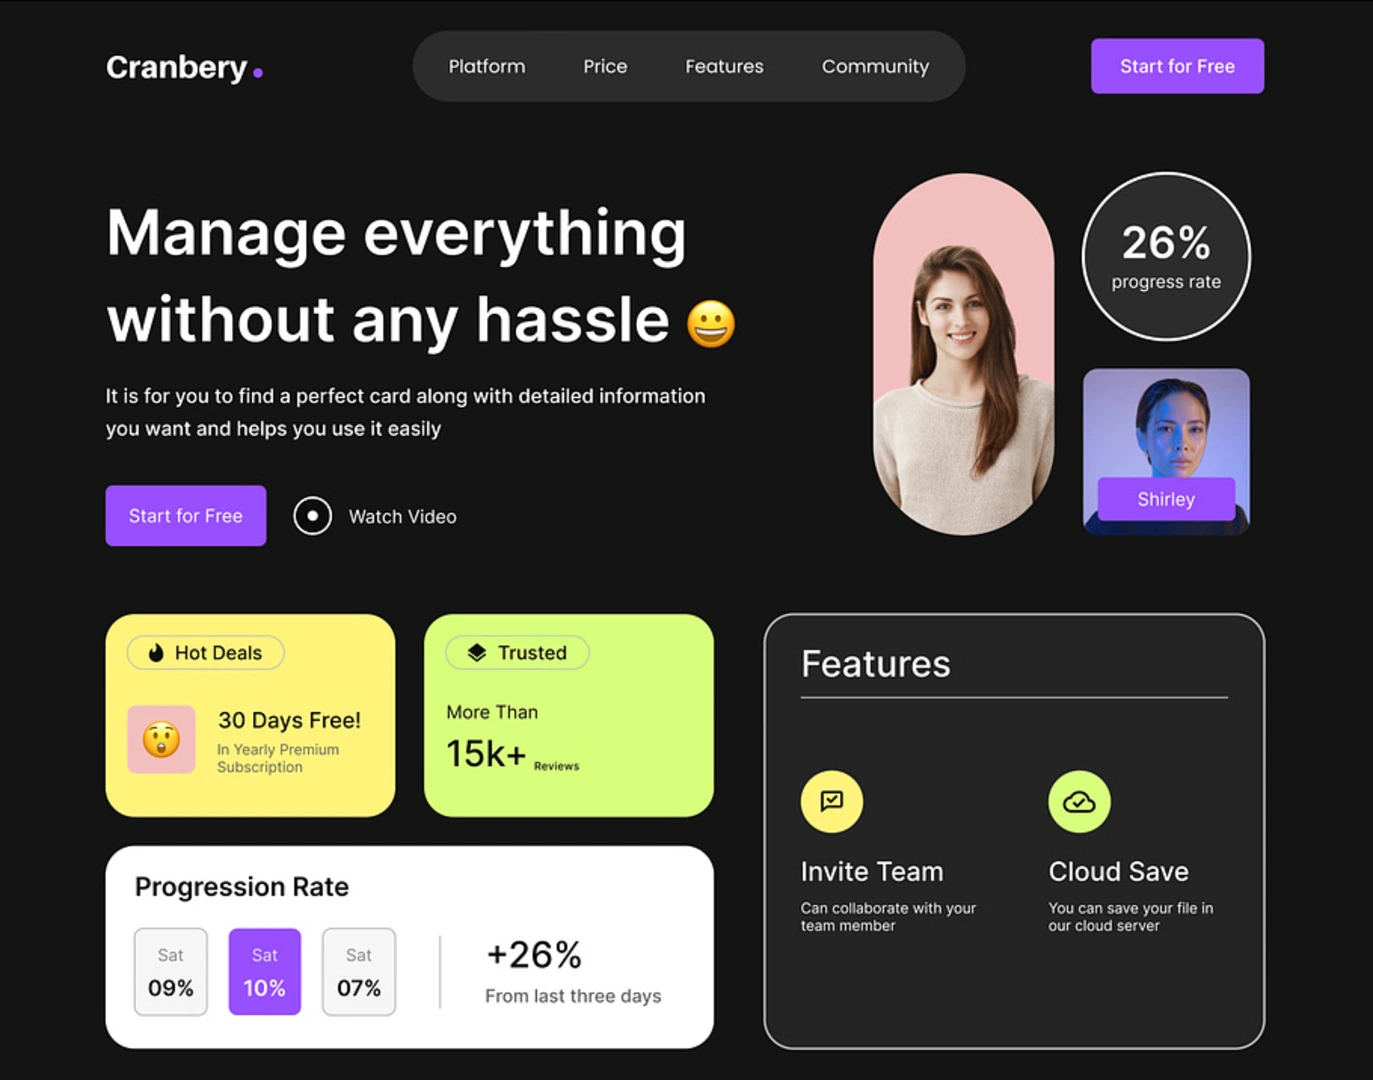 Cranbery
Platform
Price
Features
Community
Start for Free
Manage everything
without any hassle 😀
It is for you to find a perfect card along with detailed information
you want and helps you use it easily
Start for Free
Watch Video
26%
progress rate
Shirley
Hot Deals
30 Days Free!
In Yearly Premium
Subscription
Trusted
More Than
15k+ Reviews
Progression Rate
Sat
09%
Sat
10%
Sat
07%
+26%
From last three days
Features
Invite Team
Can collaborate with your
team member
Cloud Save
You can save your file in
our cloud server